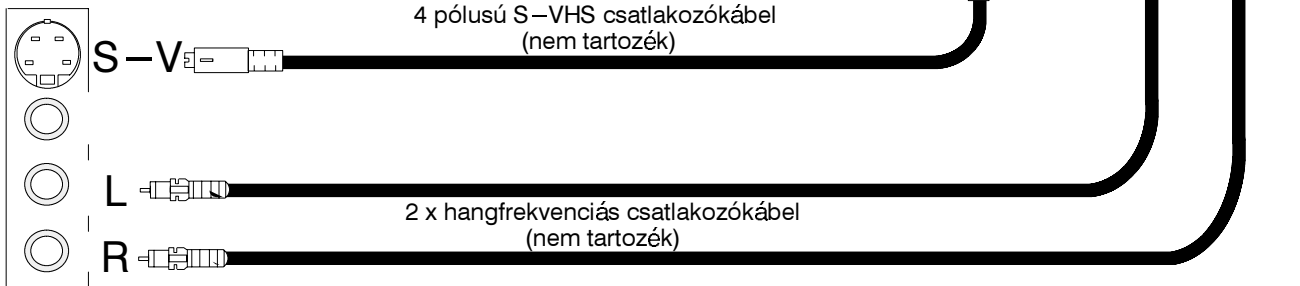 4 pólusú S–VHS csatlakozókábel
(nem tartozék)
S–V
L
2 x hangfrekvenciás csatlakozókábel
(nem tartozék)
R